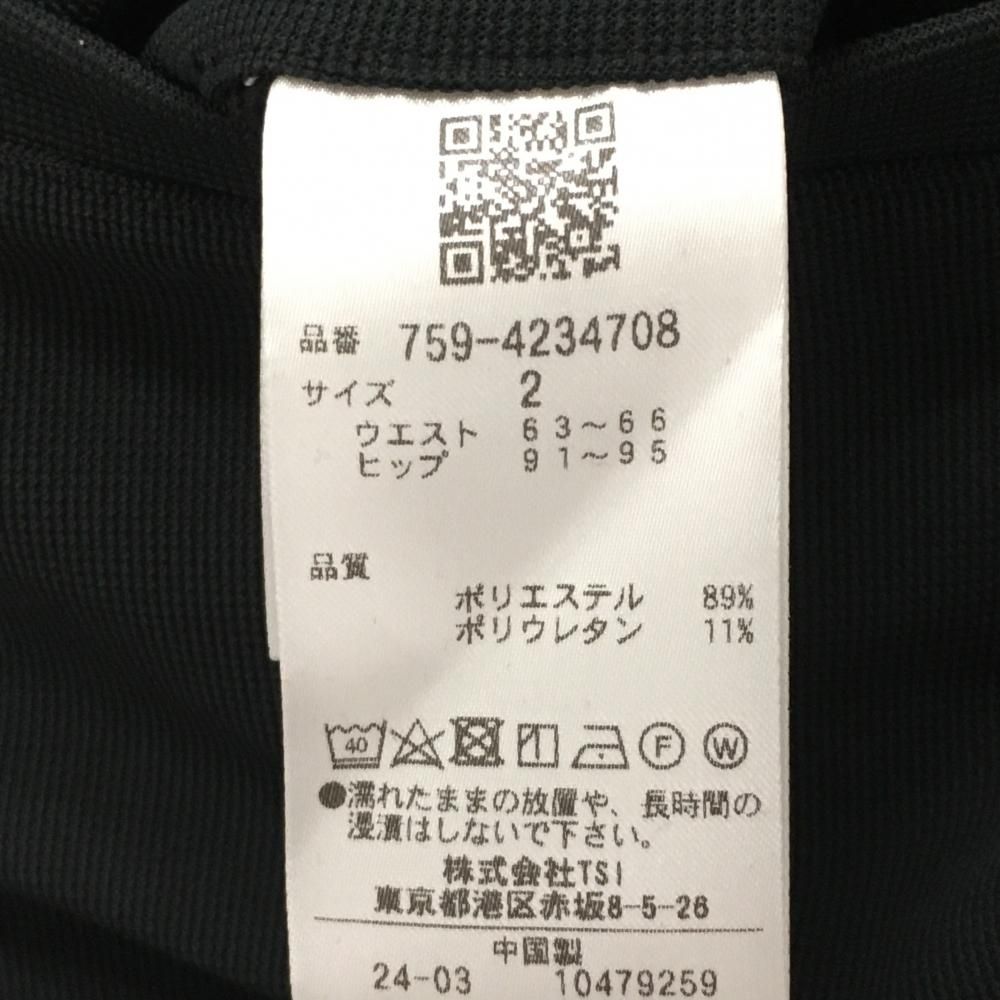 品番 759-4234708
サイズ 2
ウエスト 63～66
ヒップ 91～95
品質
ポリエステル 89%
ポリウレタン 11%
40 F W
●濡れたままの放置や、長時間の
浸漬はしないで下さい。
株式会社TSI
東京都港区赤坂8-5-26
中国製
24-03 10479259